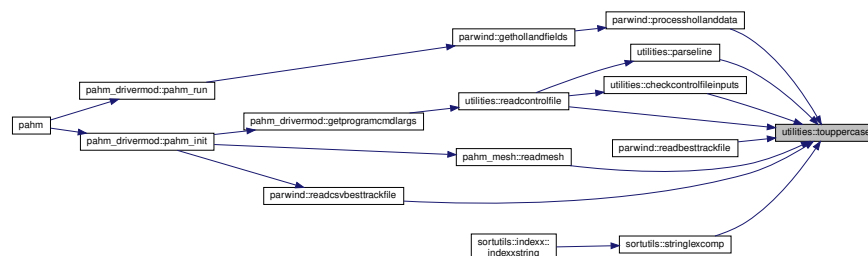 parwind::processhollanddata
parwind::gethollandfields
utilities::parseline
utilities::checkcontrolfileinputs
pahm_drivermod::pahm_run
utilities::readcontrolfile
pahm_drivermod::getprogramcmdlargs
pahm
utilities::touppercase
pahm_drivermod::pahm_init
parwind::readbesttrackfile
pahm_mesh::readmesh
parwind::readcsvbesttrackfile
sortutils::indexx::
indexxstring
sortutils::stringlexcomp